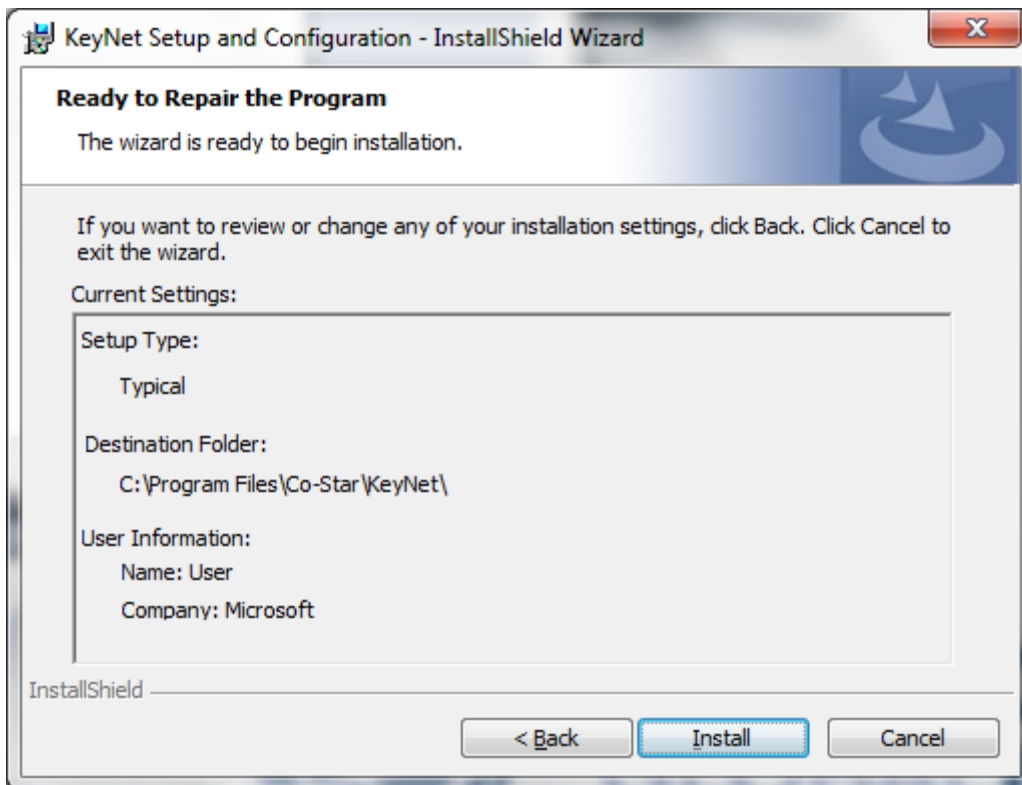 KeyNet Setup and Configuration - InstallShield Wizard
Ready to Repair the Program
The wizard is ready to begin installation.
If you want to review or change any of your installation settings, click Back. Click Cancel to
exit the wizard.
Current Settings:
Setup Type:
Typical
Destination Folder:
C:\Program Files\Co-Star\KeyNet\
User Information:
Name: User
Company: Microsoft
InstallShield
< Back
Install
Cancel